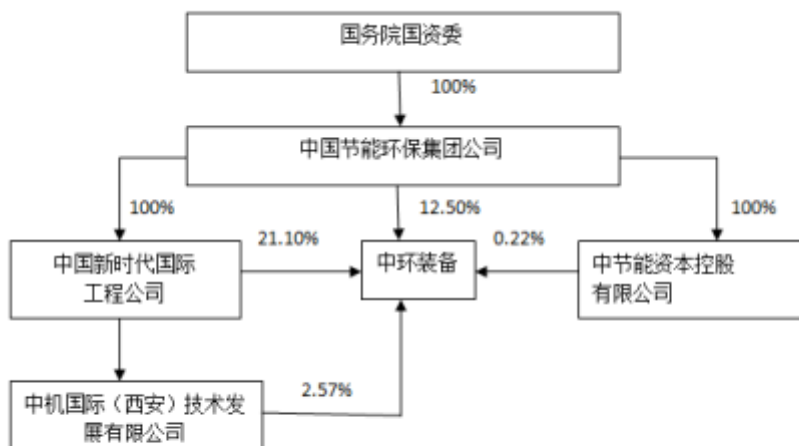 国务院国资委
100%
中国节能环保集团公司
100%
12.50%
100%
中国新时代国际
工程公司
21.10%
中环装备
0.22%
中节能资本控股
有限公司
中机国际（西安）技术发
展有限公司
2.57%